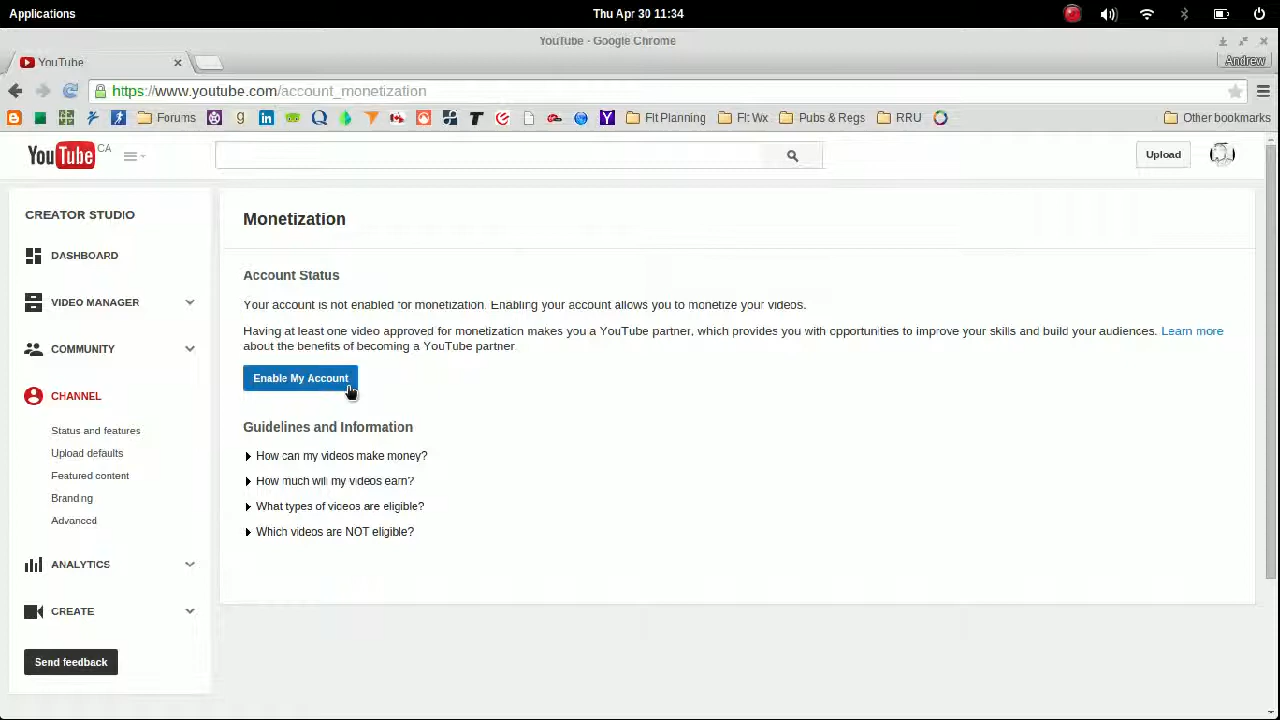 Applications
Thu Apr 30 11:34
YouTube - Google Chrome
YouTube
Andrew
https://www.youtube.com/account_monetization
Forums
Flt Planning
Flt Wx
Pubs & Regs
RRU
Other bookmarks
YouTube CA
Upload
CREATOR STUDIO
DASHBOARD
VIDEO MANAGER
COMMUNITY
CHANNEL
Status and features
Upload defaults
Featured content
Branding
Advanced
ANALYTICS
CREATE
Send feedback
Monetization
Account Status
Your account is not enabled for monetization. Enabling your account allows you to monetize your videos.
Having at least one video approved for monetization makes you a YouTube partner, which provides you with opportunities to improve your skills and build your audiences. Learn more
about the benefits of becoming a YouTube partner.
Enable My Account
Guidelines and Information
How can my videos make money?
How much will my videos earn?
What types of videos are eligible?
Which videos are NOT eligible?